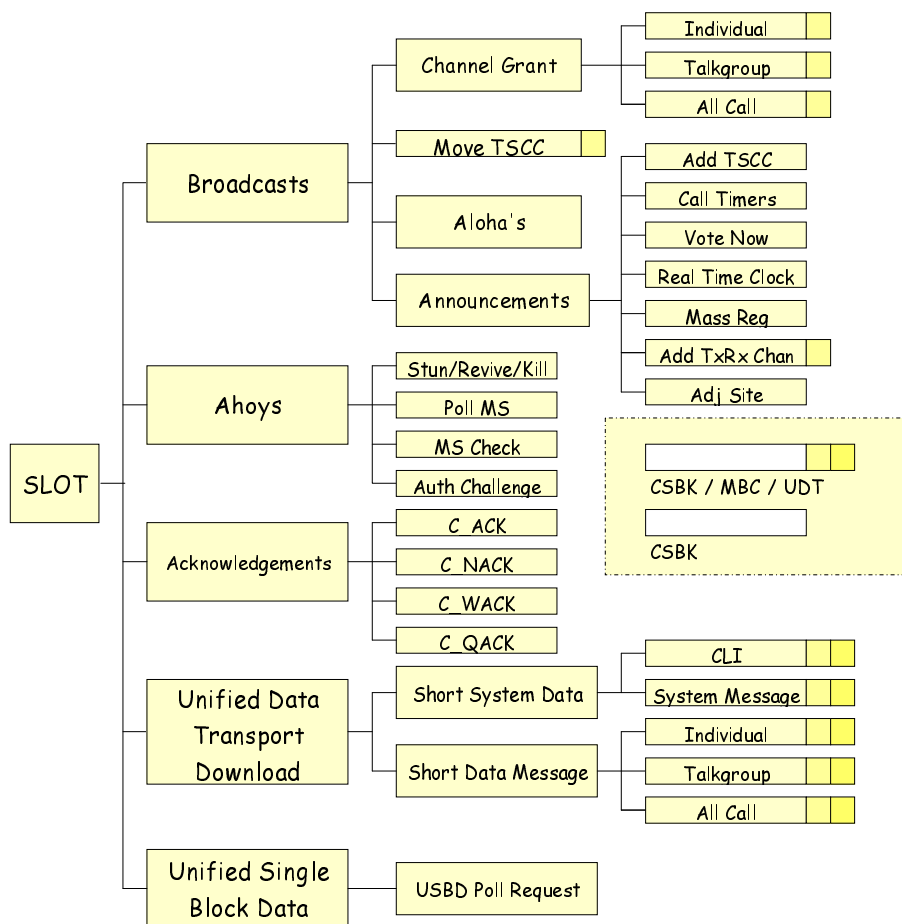 SLOT
Broadcasts
Channel Grant
Individual
Talkgroup
All Call
Move TSCC
Aloha's
Announcements
Add TSCC
Call Timers
Vote Now
Real Time Clock
Mass Reg
Add TxRx Chan
Adj Site
Ahoys
Stun/Revive/Kill
Poll MS
MS Check
Auth Challenge
CSBK / MBC / UDT
CSBK
Acknowledgements
C_ACK
C_NACK
C_WACK
C_QACK
Unified Data
Transport
Download
Short System Data
CLI
System Message
Short Data Message
Individual
Talkgroup
All Call
Unified Single
Block Data
USBD Poll Request